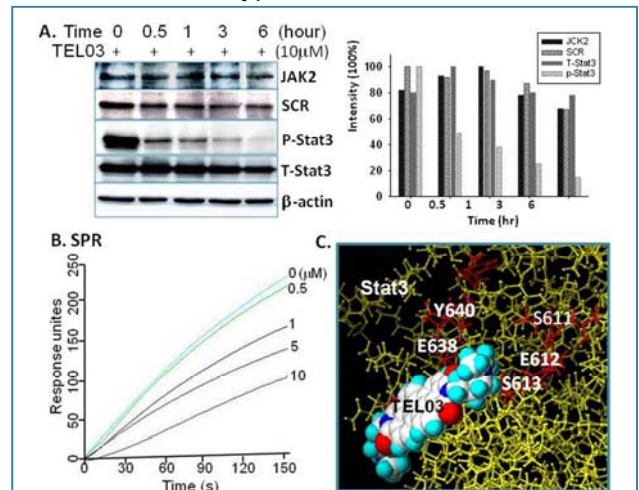 A. Time 0 0.5 1 3 6 (hour)
TEL03 + + + + + (10μM)
JAK2
SCR
P-Stat3
T-Stat3
β-actin
JCK2
SCR
T-Stat3
p-Stat3
Intensity (100%)
100
80
60
40
20
0
0 0.5 1 3 6
Time (hr)
B. SPR
Response unites
250
200
150
100
50
0
0 (μM)
0.5
1
5
10
0 30 60 90 120 150
Time (s)
C.
Stat3
Y640
S611
E638
E612
S613
TEL03